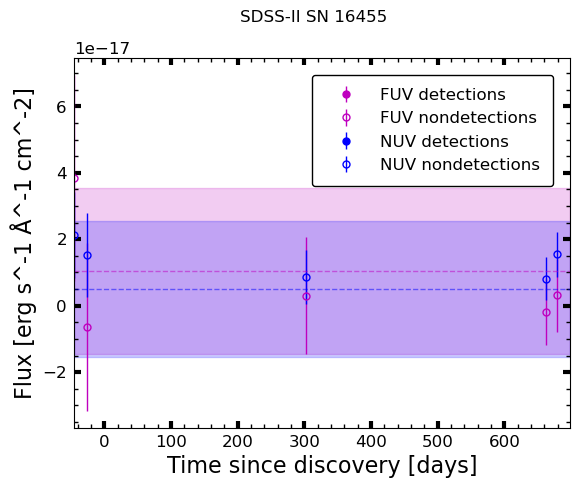 SDSS-II SN 16455
1e−17
FUV detections
FUV nondetections
NUV detections
NUV nondetections
6
4
2
0
−2
Flux [erg s^-1 Å^-1 cm^-2]
0 100 200 300 400 500 600
Time since discovery [days]